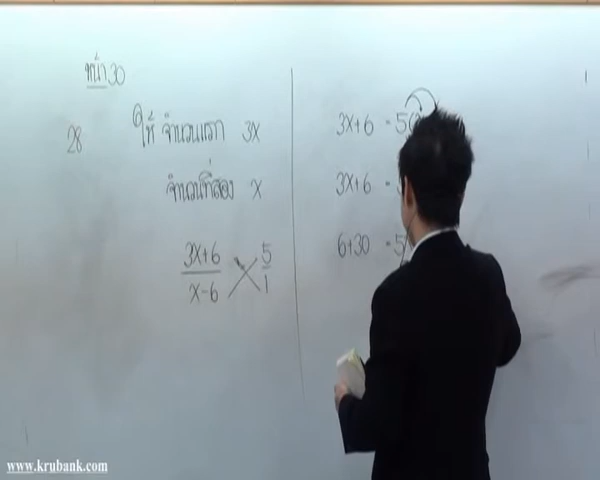 หน้า 30
28 ให้ จำนวนแรก 3x
จำนวนที่สอง x
3x+6 5
x-6 1
3x+6 = 5(
3x+6 =
6+30 = 5
www.krubank.com